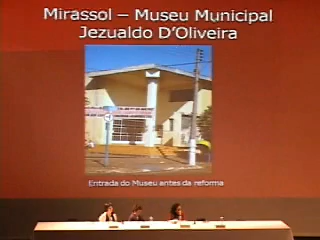 Mirassol – Museu Municipal
Jezualdo D'Oliveira
Entrada do Museu antes da reforma